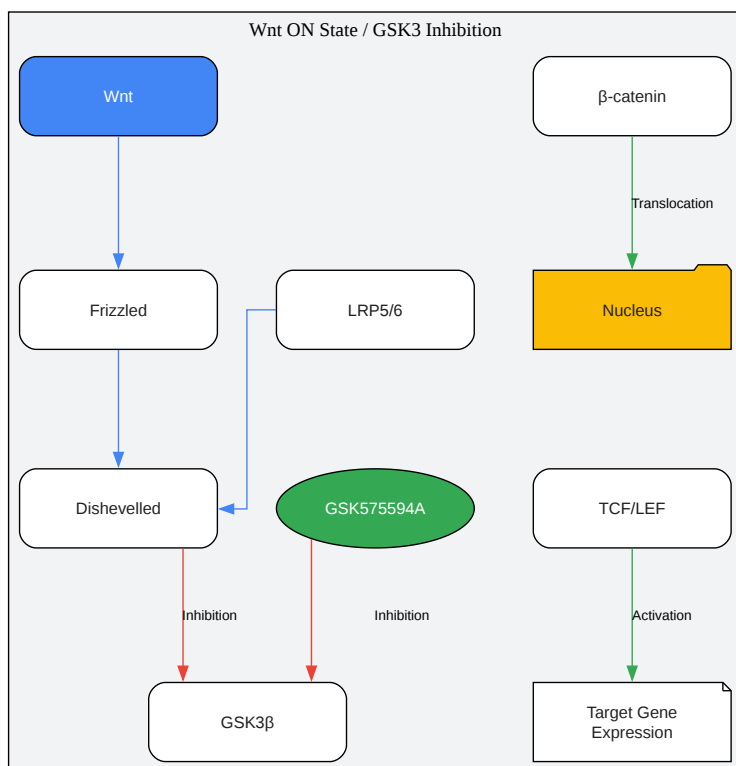 Wnt ON State / GSK3 Inhibition
Wnt
β-catenin
Translocation
Frizzled
LRP5/6
Nucleus
Dishevelled
GSK575594A
TCF/LEF
Inhibition
Inhibition
Activation
GSK3β
Target Gene
Expression